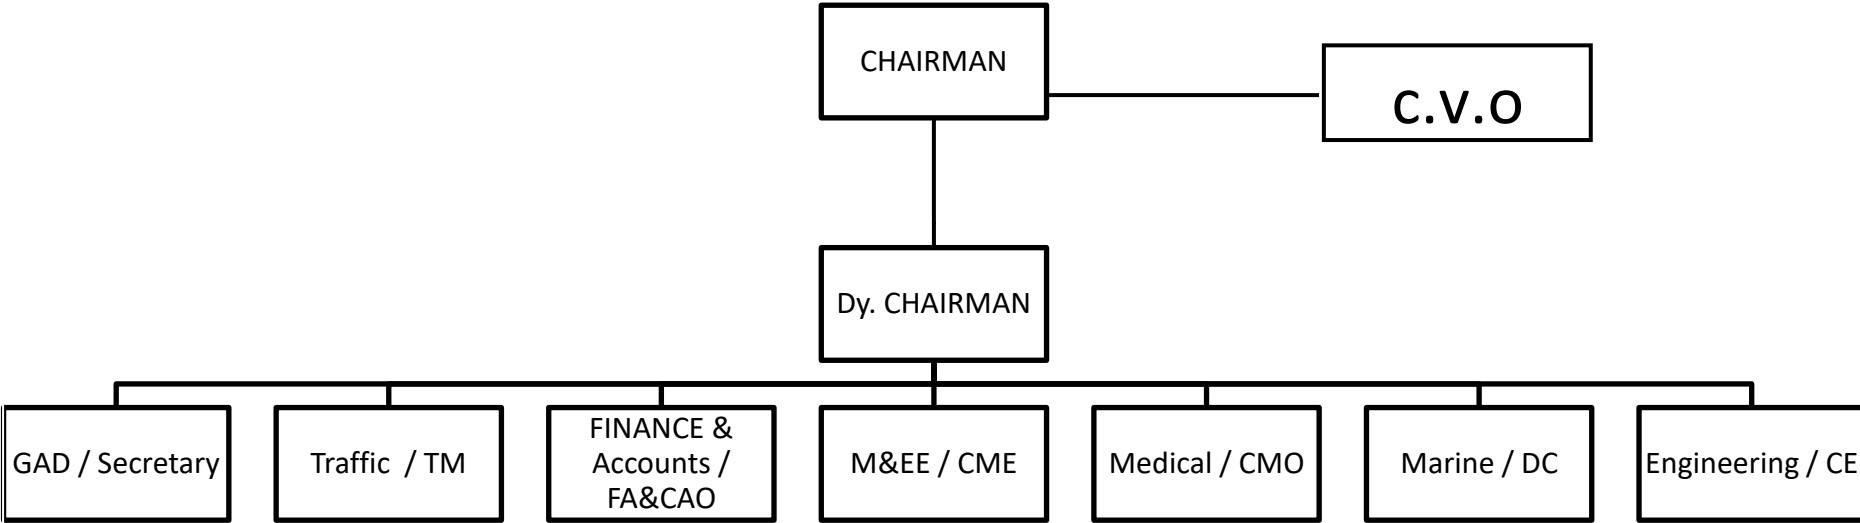 CHAIRMAN
c.v.o
Dy. CHAIRMAN
GAD / Secretary
Traffic / TM
FINANCE &
Accounts /
FA&CAO
M&EE / CME
Medical / CMO
Marine / DC
Engineering / CE